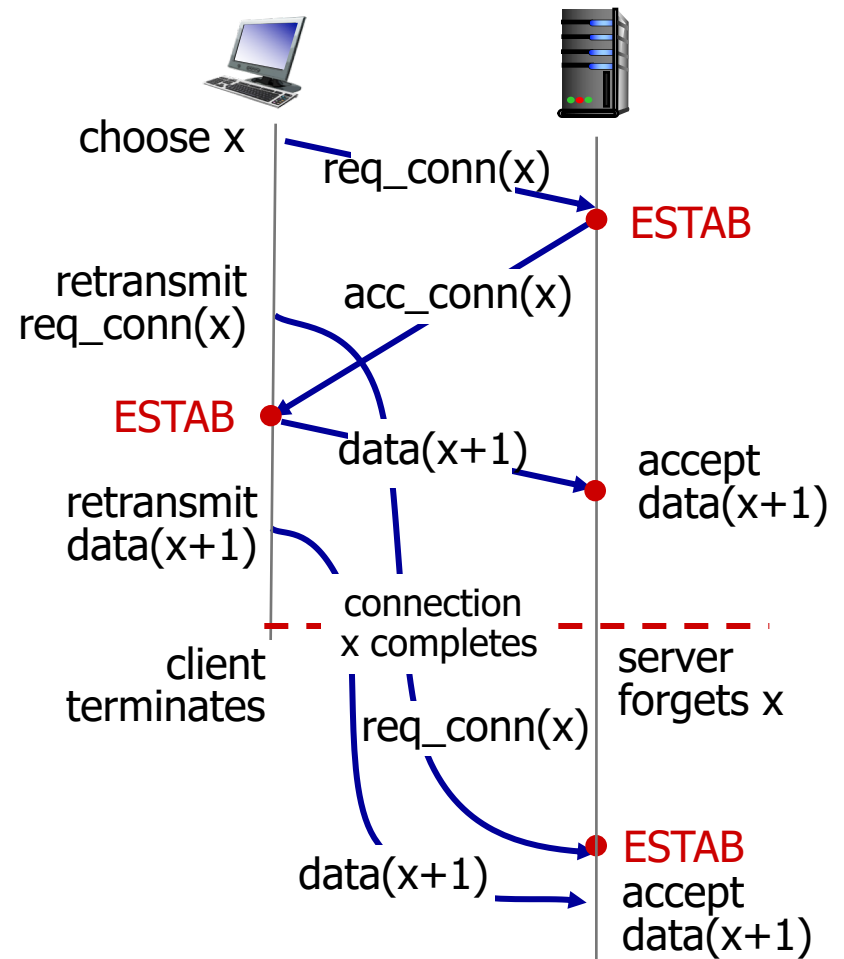 choose x
req_conn(x)
ESTAB
retransmit
req_conn(x)
acc_conn(x)
ESTAB
data(x+1)
accept
data(x+1)
retransmit
data(x+1)
connection
x completes
client
terminates
server
forgets x
req_conn(x)
ESTAB
data(x+1)
accept
data(x+1)